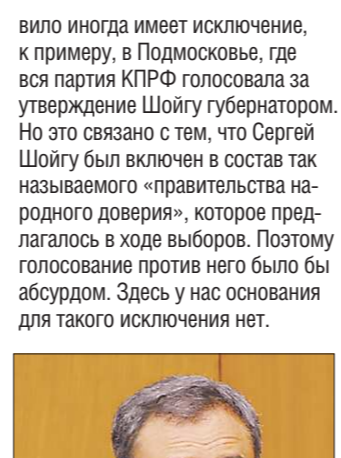 вило иногда имеет исключение,
к примеру, в Подмосковье, где
вся партия КПРФ голосовала за
утверждение Шойгу губернатором.
Но это связано с тем, что Сергей
Шойгу был включен в состав так
называемого «правительства на-
родного доверия», которое пред-
лагалось в ходе выборов. Поэтому
голосование против него было бы
абсурдом. Здесь у нас основания
для такого исключения нет.